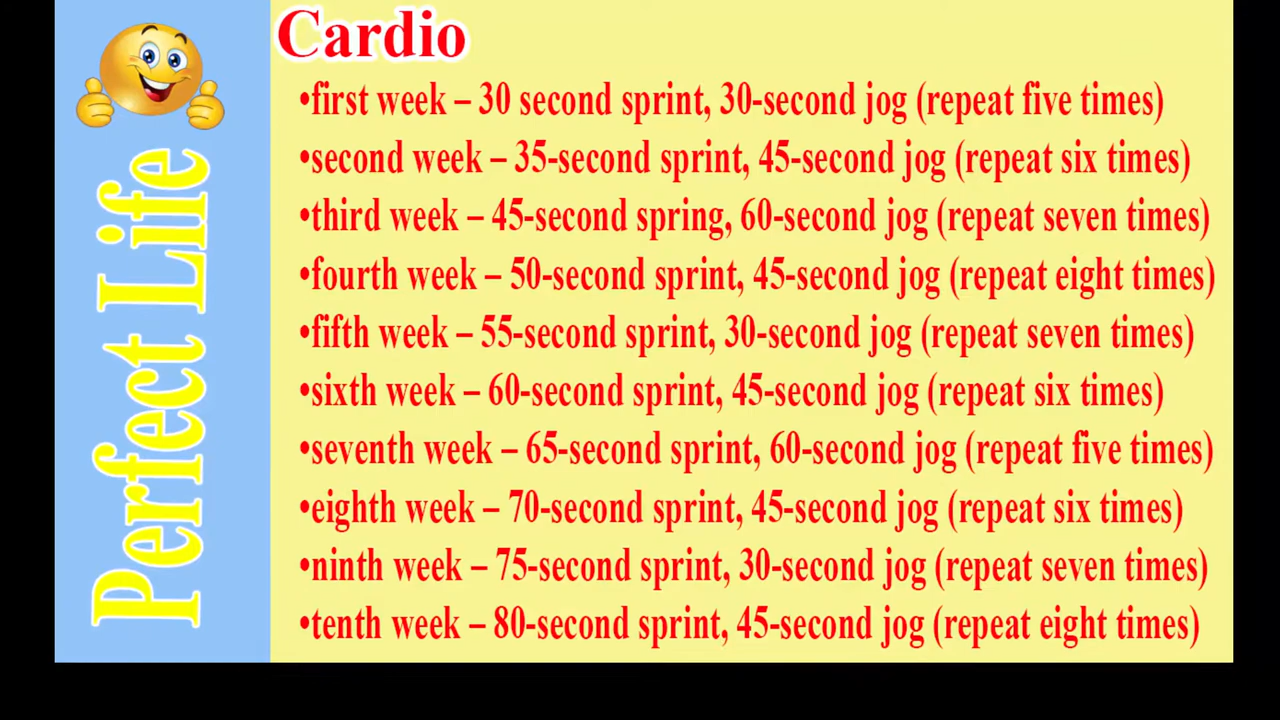 Perfect Life
Cardio
•first week – 30 second sprint, 30-second jog (repeat five times)
•second week – 35-second sprint, 45-second jog (repeat six times)
•third week – 45-second spring, 60-second jog (repeat seven times)
•fourth week – 50-second sprint, 45-second jog (repeat eight times)
•fifth week – 55-second sprint, 30-second jog (repeat seven times)
•sixth week – 60-second sprint, 45-second jog (repeat six times)
•seventh week – 65-second sprint, 60-second jog (repeat five times)
•eighth week – 70-second sprint, 45-second jog (repeat six times)
•ninth week – 75-second sprint, 30-second jog (repeat seven times)
•tenth week – 80-second sprint, 45-second jog (repeat eight times)